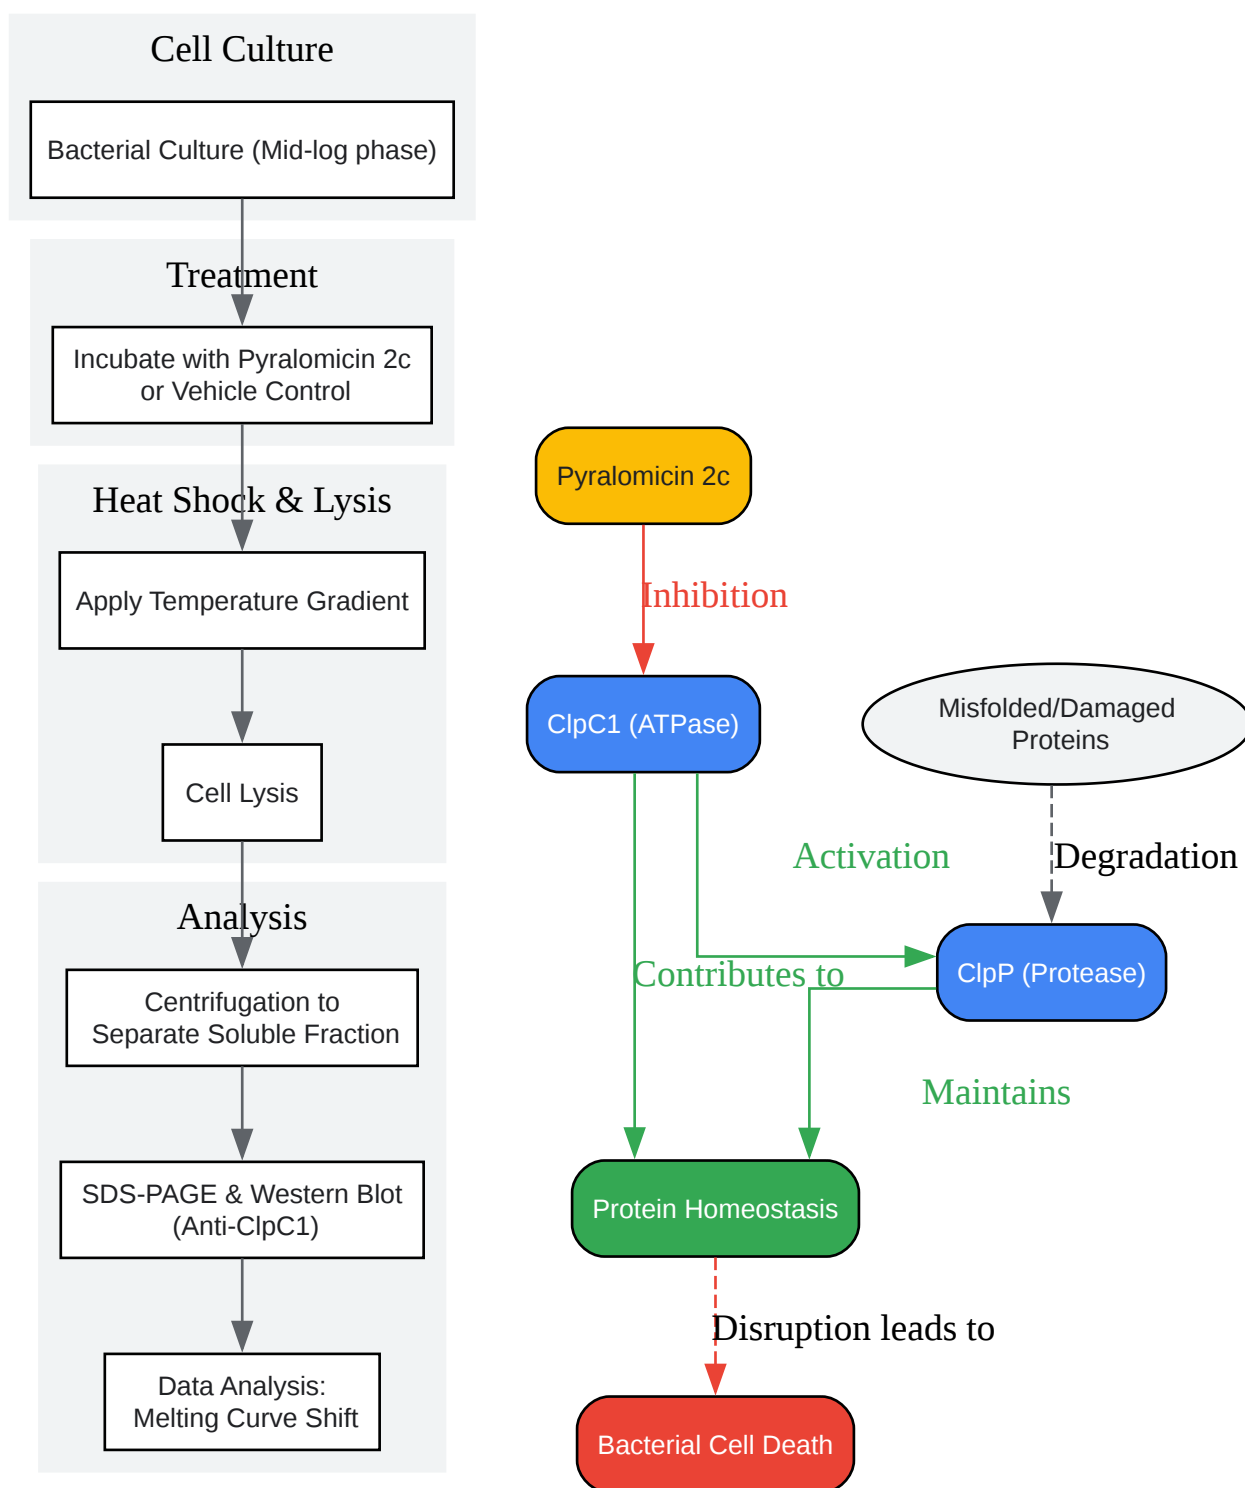 Cell Culture
Bacterial Culture (Mid-log phase)
Treatment
Incubate with Pyralomicin 2c
or Vehicle Control
Heat Shock & Lysis
Apply Temperature Gradient
Cell Lysis
Analysis
Centrifugation to
Separate Soluble Fraction
SDS-PAGE & Western Blot
(Anti-ClpC1)
Data Analysis:
Melting Curve Shift
Pyralomicin 2c
Inhibition
ClpC1 (ATPase)
Misfolded/Damaged
Proteins
Activation
Degradation
Contributes to
ClpP (Protease)
Maintains
Protein Homeostasis
Disruption leads to
Bacterial Cell Death